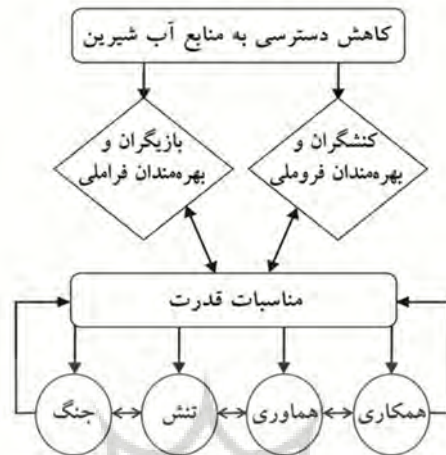 کاهش دسترسی به منابع آب شیرین
کنشگران و
بهره‌مندان فروملی
بازیگران و
بهره‌مندان فراملی
مناسبات قدرت
همکاری
هماوری
تنش
جنگ